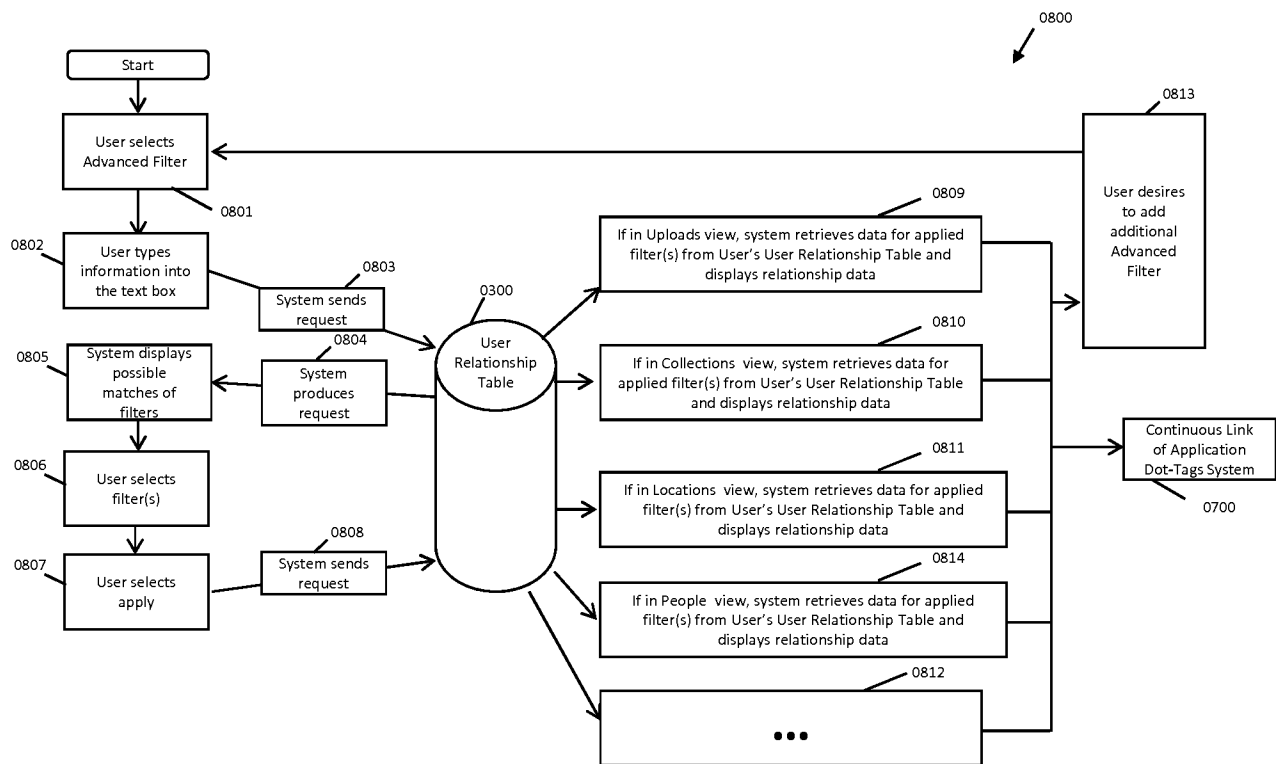 0800
Start
User selects
Advanced Filter
0801
0802
User types
information into
the text box
0803
System sends
request
0300
User
Relationship
Table
0804
System
produces
request
0805
System displays
possible
matches of
filters
0806
User selects
filter(s)
0807
User selects
apply
0808
System sends
request
0809
If in Uploads view, system retrieves data for applied
filter(s) from User's User Relationship Table and
displays relationship data
0810
If in Collections view, system retrieves data for
applied filter(s) from User's User Relationship Table
and displays relationship data
0811
If in Locations view, system retrieves data for applied
filter(s) from User's User Relationship Table and
displays relationship data
0814
If in People view, system retrieves data for applied
filter(s) from User's User Relationship Table and
displays relationship data
0812
...
0813
User desires
to add
additional
Advanced
Filter
Continuous Link
of Application
Dot-Tags System
0700